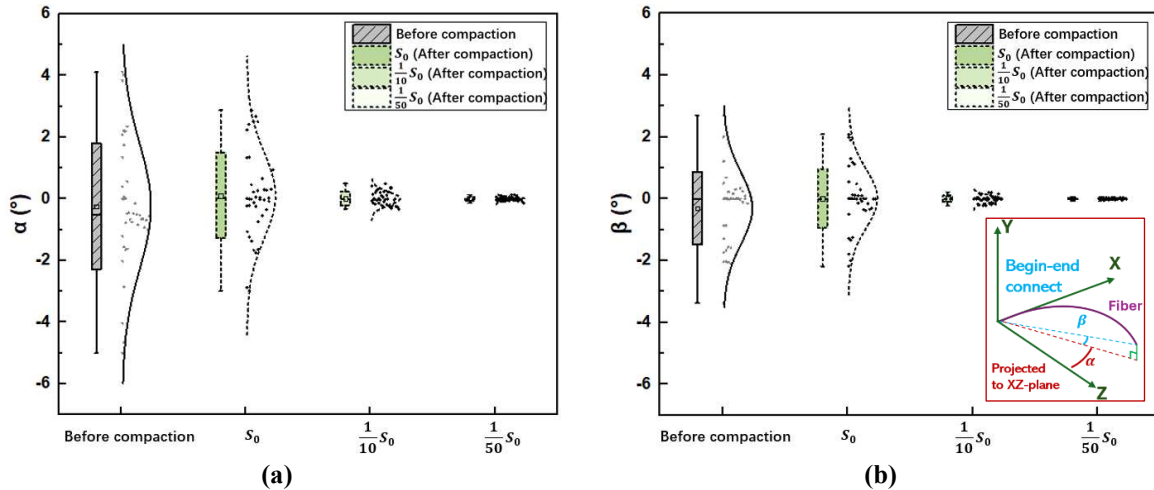 Before compaction
S₀ (After compaction)
1/10 S₀ (After compaction)
1/50 S₀ (After compaction)
α (°)
6
4
2
0
-2
-4
-6
Before compaction
S₀
1/10 S₀
1/50 S₀
(a)
Before compaction
S₀ (After compaction)
1/10 S₀ (After compaction)
1/50 S₀ (After compaction)
β (°)
6
4
2
0
-2
-4
-6
Y
Begin-end
connect
X
Fiber
β
α
Projected
to XZ-plane
Z
Before compaction
S₀
1/10 S₀
1/50 S₀
(b)